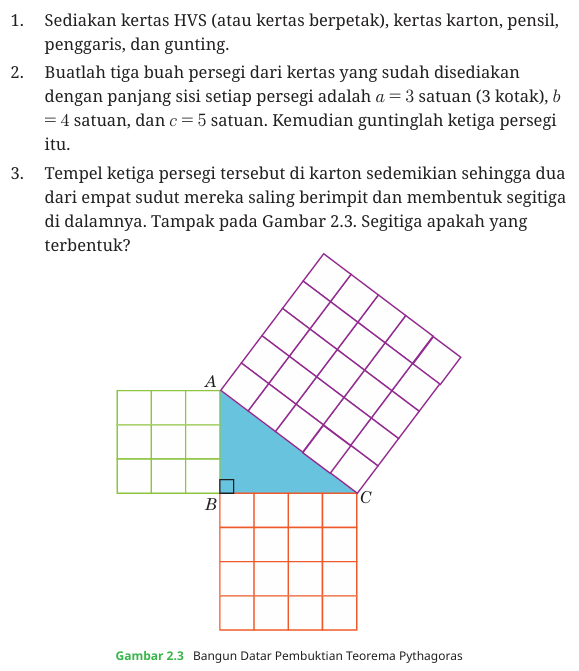 1. Sediakan kertas HVS (atau kertas berpetak), kertas karton, pensil,
penggaris, dan gunting.
2. Buatlah tiga buah persegi dari kertas yang sudah disediakan
dengan panjang sisi setiap persegi adalah a = 3 satuan (3 kotak), b
= 4 satuan, dan c = 5 satuan. Kemudian guntinglah ketiga persegi
itu.
3. Tempel ketiga persegi tersebut di karton sedemikian sehingga dua
dari empat sudut mereka saling berimpit dan membentuk segitiga
di dalamnya. Tampak pada Gambar 2.3. Segitiga apakah yang
terbentuk?
A
B
C
Gambar 2.3 Bangun Datar Pembuktian Teorema Pythagoras